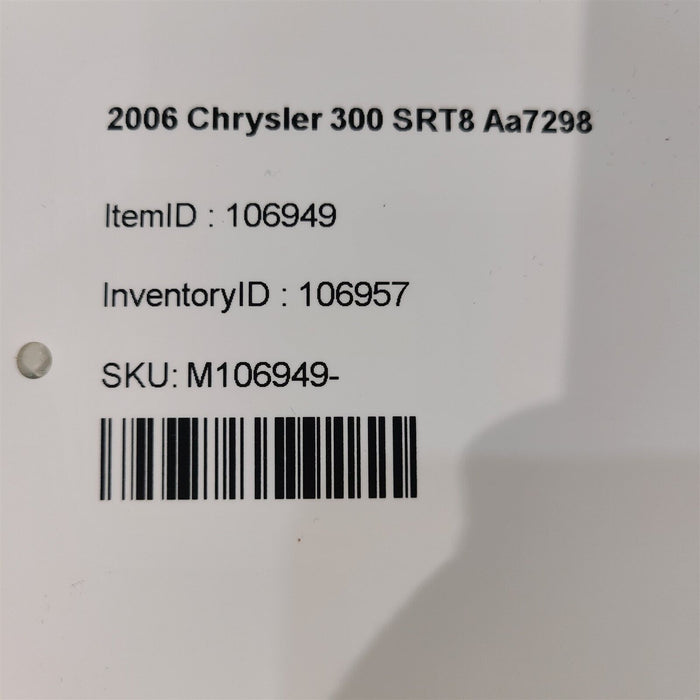 2006 Chrysler 300 SRT8 Aa7298
ItemID : 106949
InventoryID : 106957
SKU: M106949-